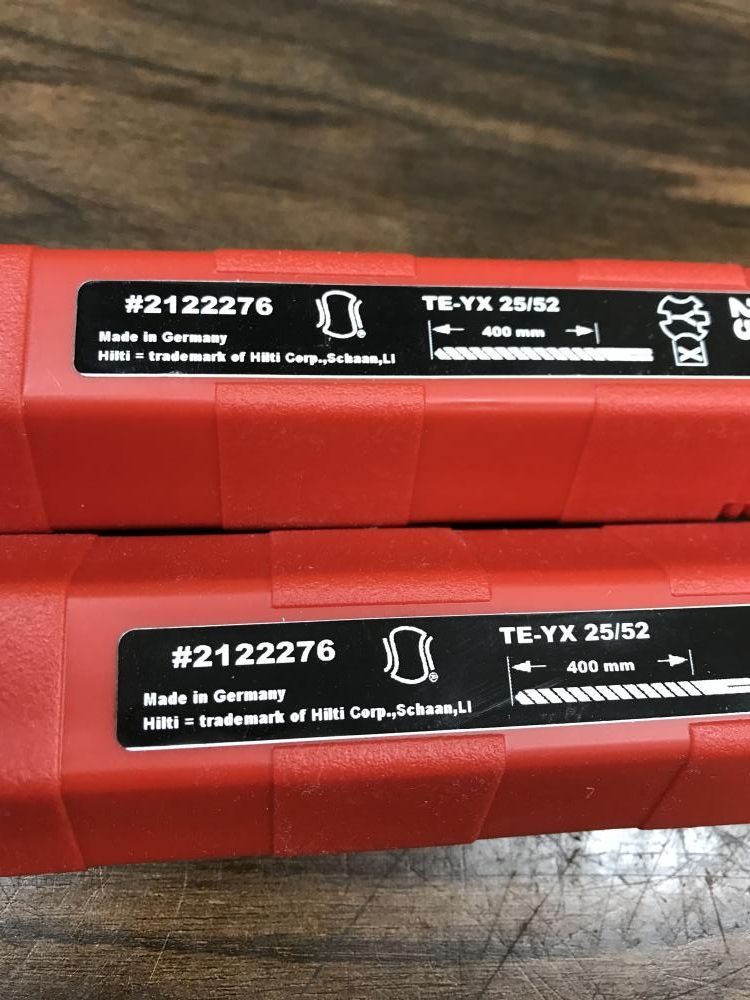 #2122276
Made in Germany
Hilti = trademark of Hilti Corp.,Schaan,LI
®
TE-YX 25/52
400 mm
Y
X
25
#2122276
Made in Germany
Hilti = trademark of Hilti Corp.,Schaan,LI
®
TE-YX 25/52
400 mm